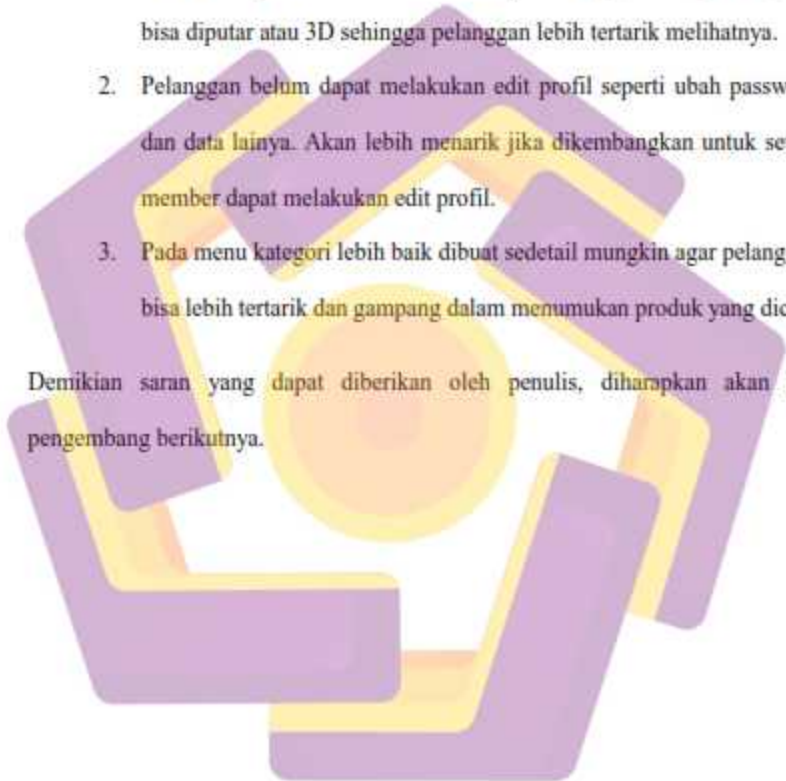 bisa diputar atau 3D sehingga pelanggan lebih tertarik melihatnya.
2. Pelanggan belum dapat melakukan edit profil seperti ubah passw
dan data lainya. Akan lebih menarik jika dikembangkan untuk se
member dapat melakukan edit profil.
3. Pada menu kategori lebih baik dibuat sedetail mungkin agar pelang
bisa lebih tertarik dan gampang dalam menumukan produk yang dic
Demikian saran yang dapat diberikan oleh penulis, diharapkan akan
pengembang berikutnya.